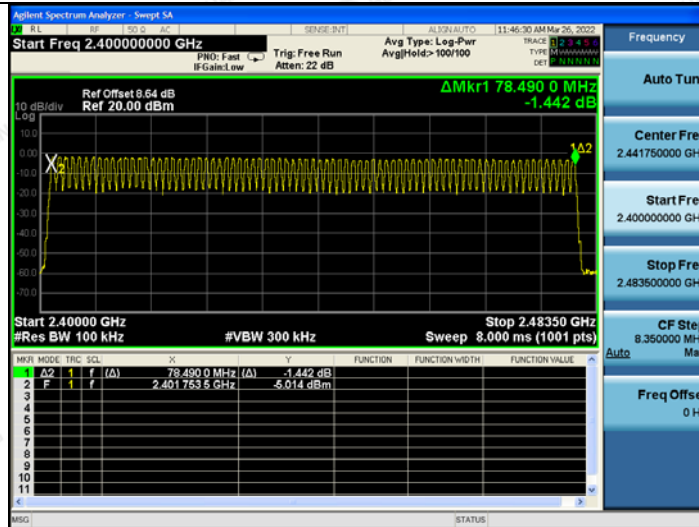 Agilent Spectrum Analyzer - Swept SA
RL RF 50 Ω AC SENSE:INT ALIGNAUTO 11:46:30 AM Mar 26, 2022
Start Freq 2.400000000 GHz
PNO: Fast
IFGain:Low
Trig: Free Run
Atten: 22 dB
Avg Type: Log-Pwr
Avg|Hold:>100/100
TRACE 1 2 3 4 5 6
TYPE M
DET P N N N N N
Frequency
Ref Offset 8.64 dB
Ref 20.00 dBm
ΔMkr1 78.490 0 MHz
-1.442 dB
10 dB/div
Log
10.0
0.00
-10.0
-20.0
-30.0
-40.0
-50.0
-60.0
-70.0
X2
1Δ2
Start 2.40000 GHz
Stop 2.48350 GHz
#Res BW 100 kHz
#VBW 300 kHz
Sweep 8.000 ms (1001 pts)
MKR MODE TRC SCL X Y FUNCTION FUNCTION WIDTH FUNCTION VALUE
1 Δ2 1 f (Δ) 78.490 0 MHz (Δ) -1.442 dB
2 F 1 f 2.401 753 5 GHz -5.014 dBm
3
4
5
6
7
8
9
10
11
MSG STATUS
Auto Tun
Center Fre
2.441750000 GH
Start Fre
2.400000000 GH
Stop Fre
2.483500000 GH
CF Ste
8.350000 MH
Auto Ma
Freq Offse
0 H